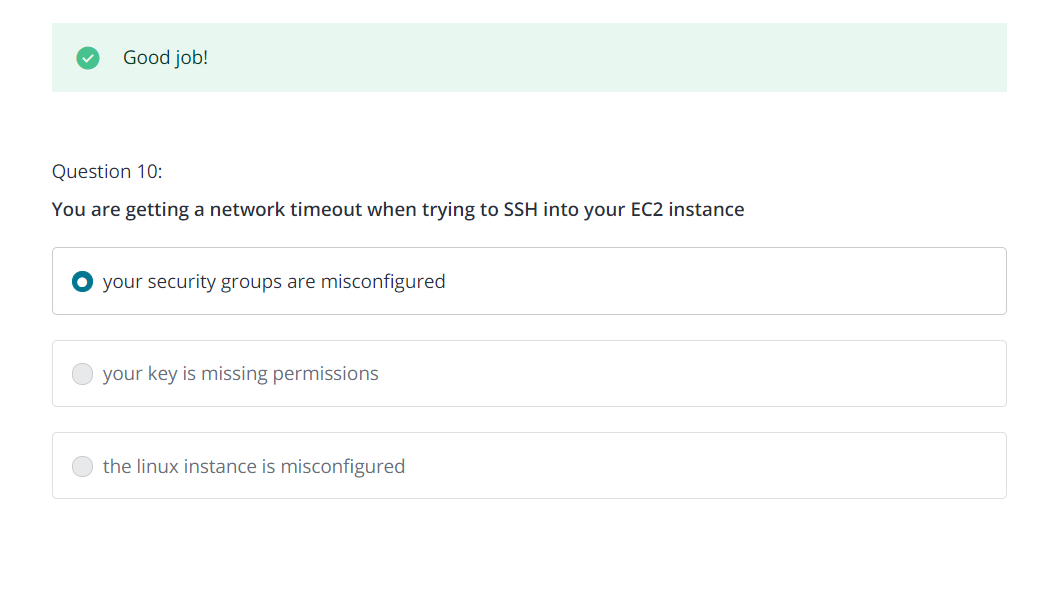 Good job!
Question 10:
You are getting a network timeout when trying to SSH into your EC2 instance
your security groups are misconfigured
your key is missing permissions
the linux instance is misconfigured